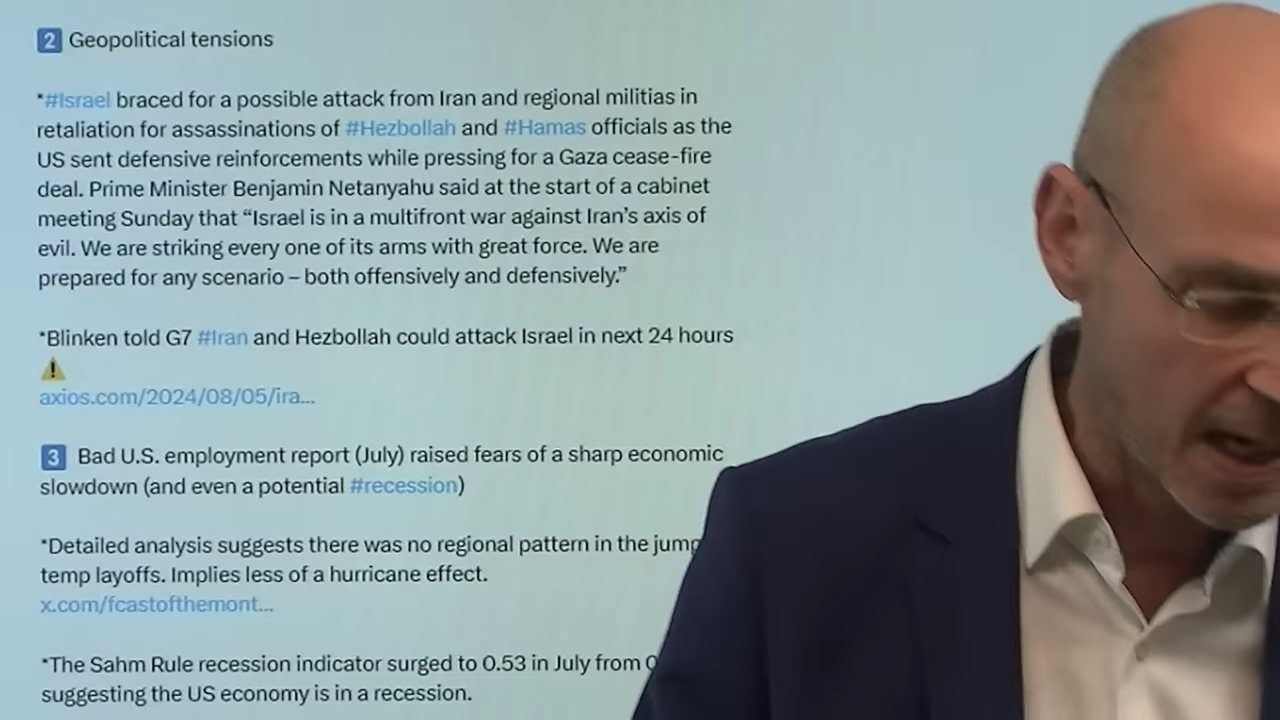 2 Geopolitical tensions
*#Israel braced for a possible attack from Iran and regional militias in
retaliation for assassinations of #Hezbollah and #Hamas officials as the
US sent defensive reinforcements while pressing for a Gaza cease-fire
deal. Prime Minister Benjamin Netanyahu said at the start of a cabinet
meeting Sunday that “Israel is in a multifront war against Iran’s axis of
evil. We are striking every one of its arms with great force. We are
prepared for any scenario – both offensively and defensively.”
*Blinken told G7 #Iran and Hezbollah could attack Israel in next 24 hours
axios.com/2024/08/05/ira...
3 Bad U.S. employment report (July) raised fears of a sharp economic
slowdown (and even a potential #recession)
*Detailed analysis suggests there was no regional pattern in the jump
temp layoffs. Implies less of a hurricane effect.
x.com/fcastofthemont...
*The Sahm Rule recession indicator surged to 0.53 in July from
suggesting the US economy is in a recession.